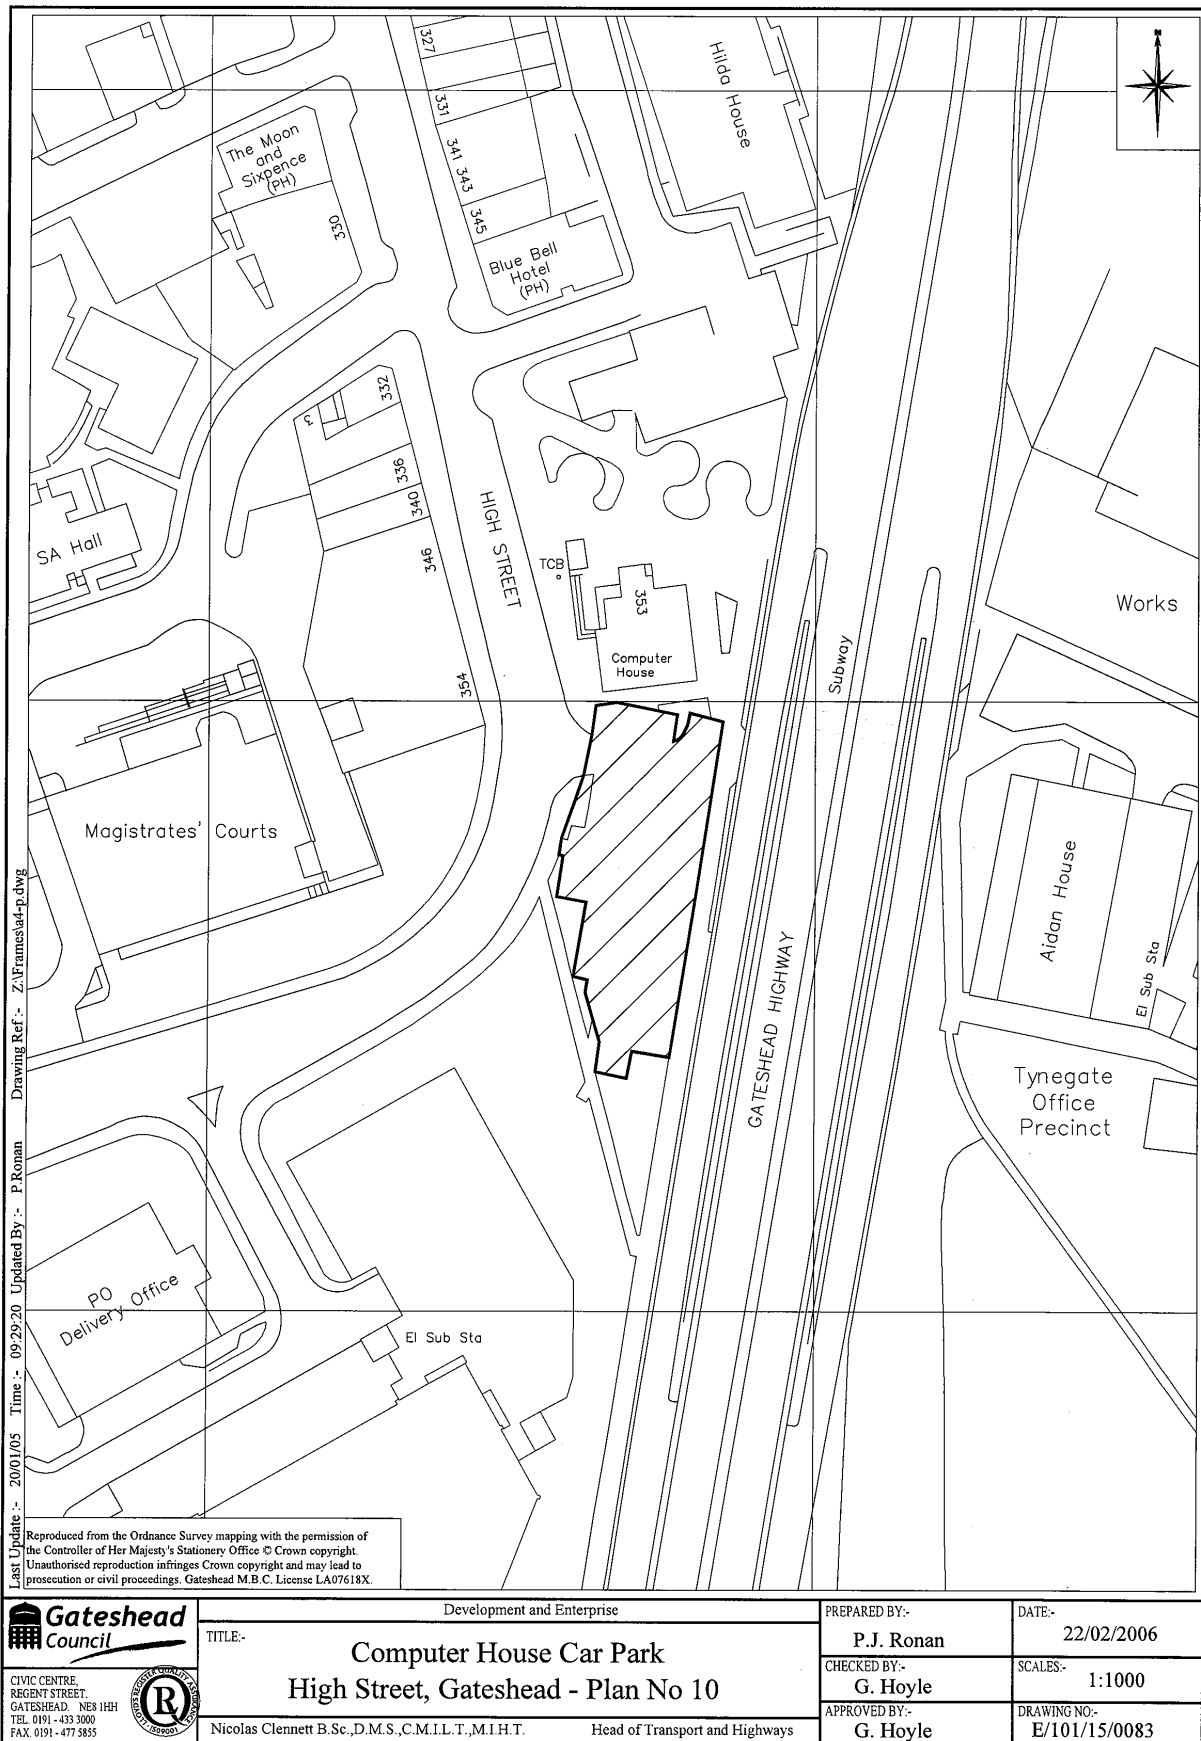 N
327
331
341 343
345
Hilda House
The Moon
and
Sixpence
(PH)
330
Blue Bell
Hotel
(PH)
3
332
336
340
346
354
SA Hall
HIGH STREET
TCB
353
Computer
House
Subway
Works
Magistrates' Courts
Aidan House
El Sub Sta
GATESHEAD HIGHWAY
Tynegate
Office
Precinct
PO
Delivery Office
El Sub Sta
Last Update :- 20/01/05 Time :- 09:29:20 Updated By :- P.Ronan Drawing Ref :- Z:\Frames\a4-p.dwg
Reproduced from the Ordnance Survey mapping with the permission of
the Controller of Her Majesty's Stationery Office © Crown copyright.
Unauthorised reproduction infringes Crown copyright and may lead to
prosecution or civil proceedings. Gateshead M.B.C. License LA07618X.
Gateshead
Council
CIVIC CENTRE,
REGENT STREET.
GATESHEAD. NE8 1HH
TEL. 0191 - 433 3000
FAX. 0191 - 477 5855
LLOYD'S REGISTER QUALITY ASSURANCE
ISO9001
Development and Enterprise
TITLE:-
Computer House Car Park
High Street, Gateshead - Plan No 10
Nicolas Clennett B.Sc.,D.M.S.,C.M.I.L.T.,M.I.H.T. Head of Transport and Highways
PREPARED BY:-
P.J. Ronan
DATE:-
22/02/2006
CHECKED BY:-
G. Hoyle
SCALES:-
1:1000
APPROVED BY:-
G. Hoyle
DRAWING NO:-
E/101/15/0083